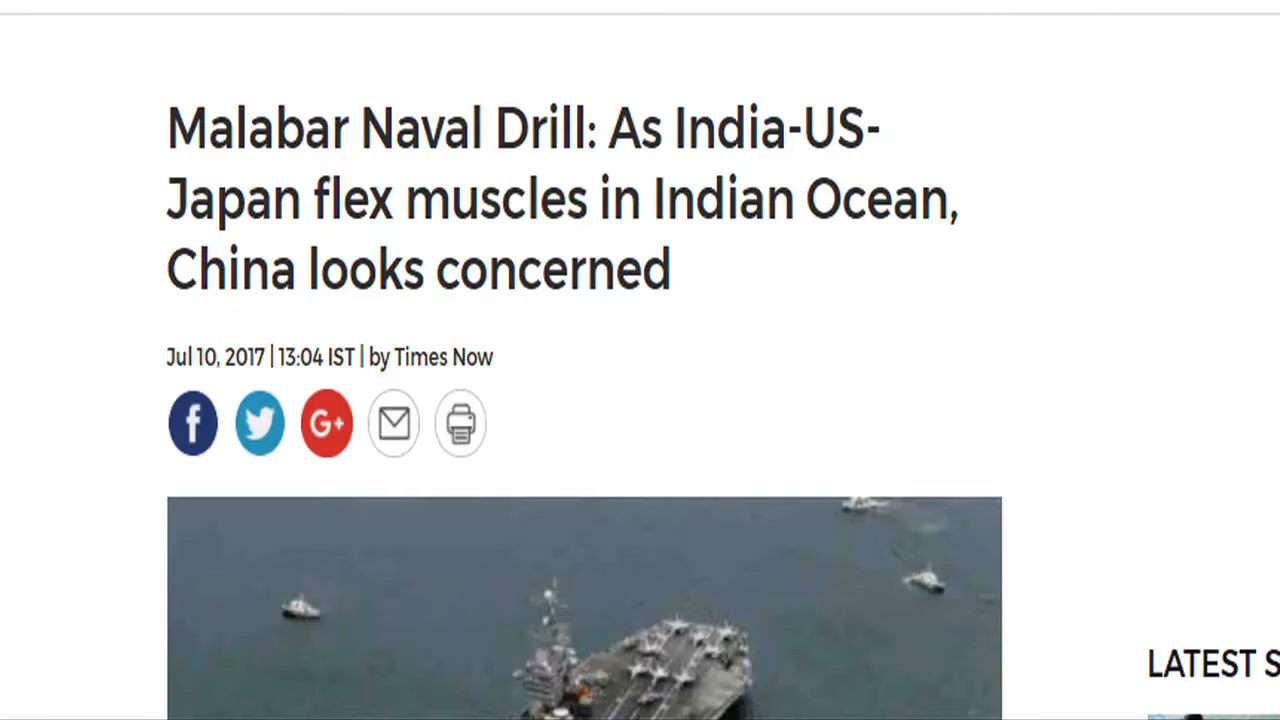 Malabar Naval Drill: As India-US-
Japan flex muscles in Indian Ocean,
China looks concerned
Jul 10, 2017 | 13:04 IST | by Times Now
f
G+
LATEST S